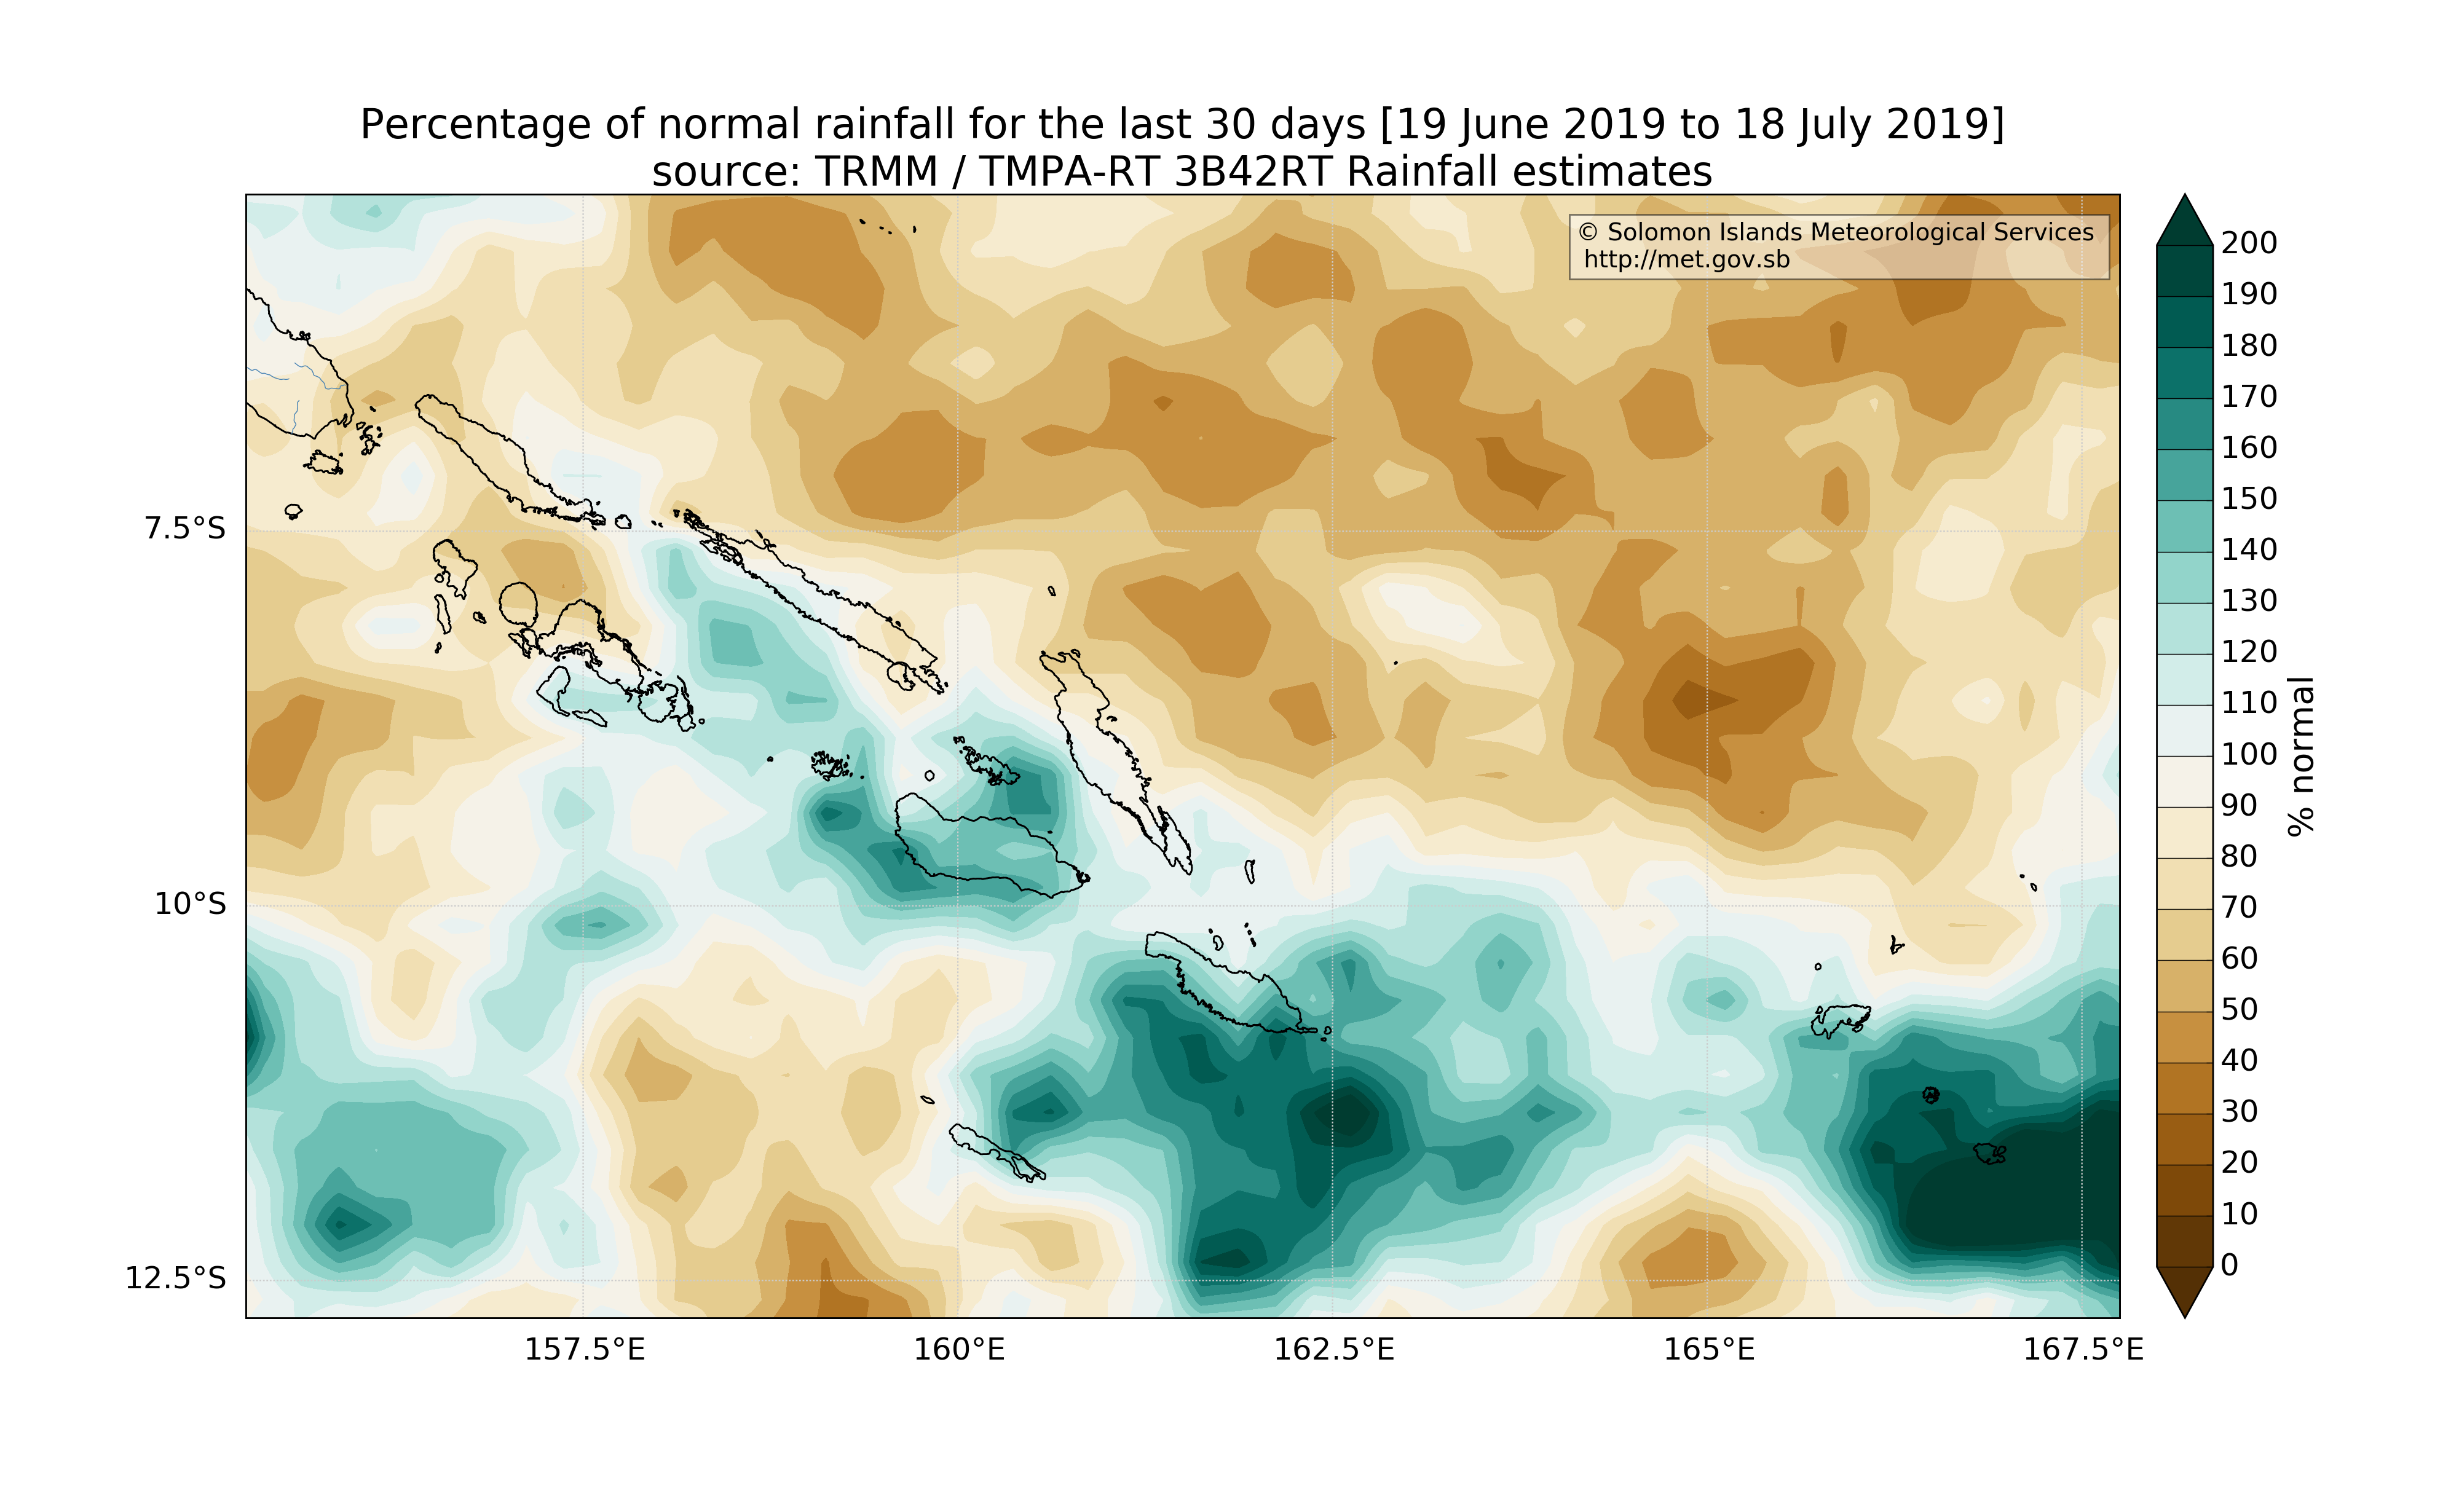 Percentage of normal rainfall for the last 30 days [19 June 2019 to 18 July 2019]
source: TRMM / TMPA-RT 3B42RT Rainfall estimates
© Solomon Islands Meteorological Services
http://met.gov.sb
7.5°S
10°S
12.5°S
157.5°E
160°E
162.5°E
165°E
167.5°E
200
190
180
170
160
150
140
130
120
110
100
90
80
70
60
50
40
30
20
10
0
% normal